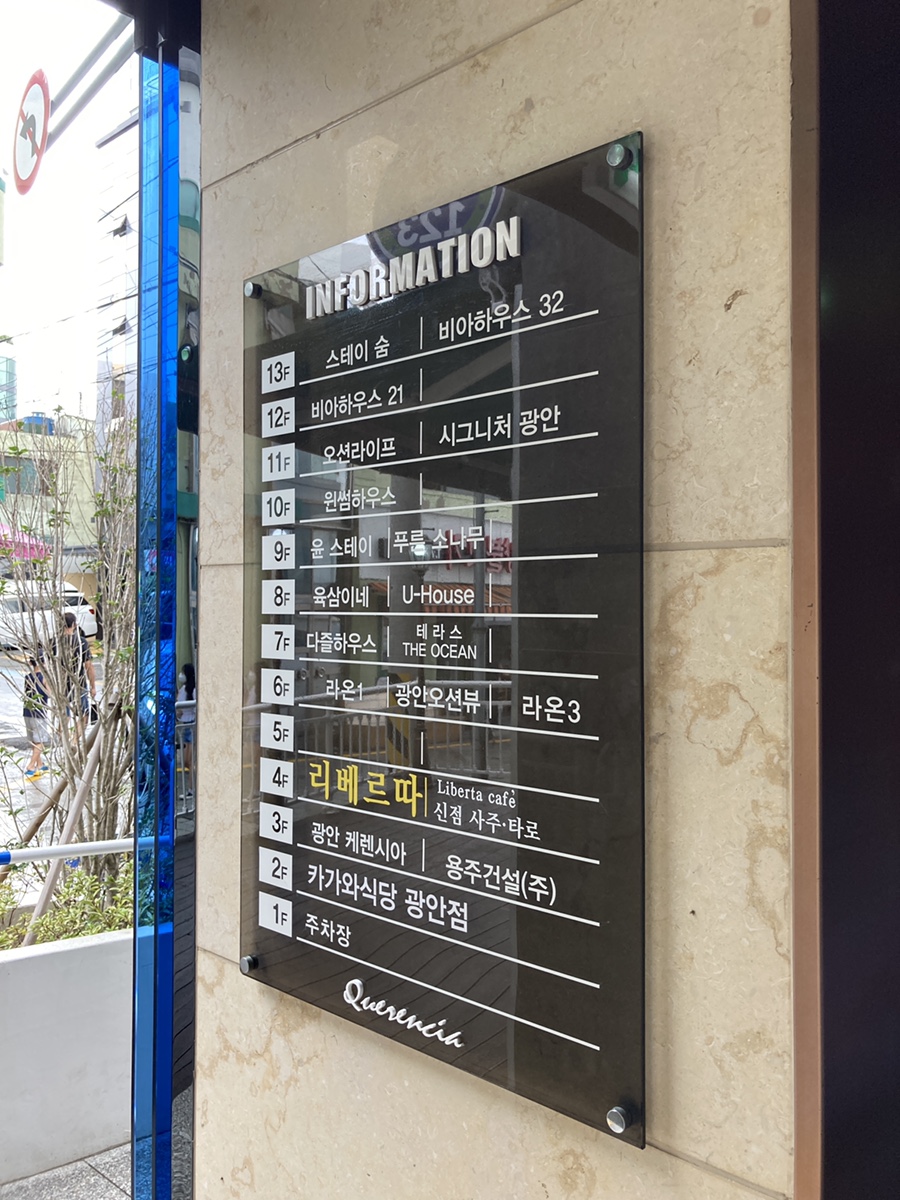 INFORMATION
13F 스테이 숨 비아하우스 32
12F 비아하우스 21
11F 오션라이프 시그니처 광안
10F 윈썸하우스
9F 윤 스테이 푸른 소나무
8F 육삼이네 U-House
7F 다즐하우스 테라스 THE OCEAN
6F 라온1 광안오션뷰 라온3
5F
4F 리베르따 Liberta cafè 신점 사주·타로
3F 광안 케렌시아 용주건설(주)
2F 카가와식당 광안점
1F 주차장
Querencia